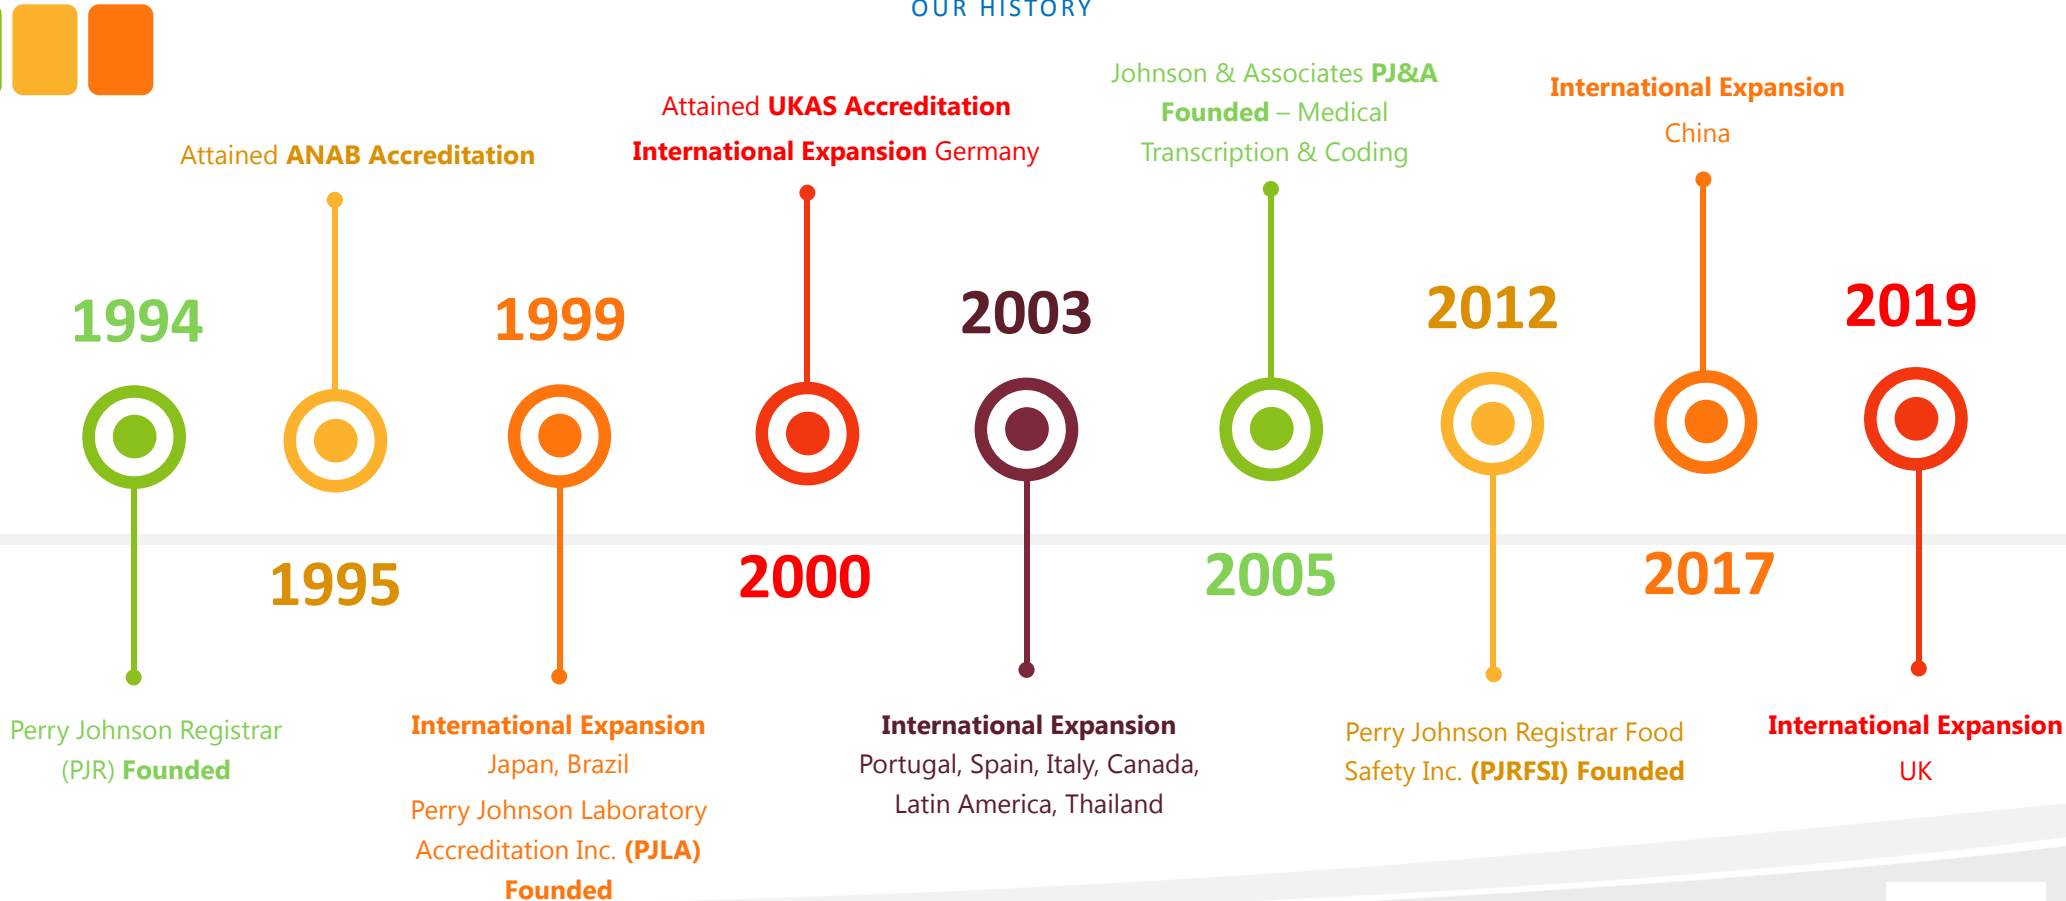 OUR HISTORY
1994
Perry Johnson Registrar
(PJR) Founded
Attained ANAB Accreditation
1995
1999
International Expansion
Japan, Brazil
Perry Johnson Laboratory
Accreditation Inc. (PJLA)
Founded
Attained UKAS Accreditation
International Expansion Germany
2000
2003
International Expansion
Portugal, Spain, Italy, Canada,
Latin America, Thailand
Johnson & Associates PJ&A
Founded – Medical
Transcription & Coding
2005
2012
Perry Johnson Registrar Food
Safety Inc. (PJRFSI) Founded
International Expansion
China
2017
2019
International Expansion
UK